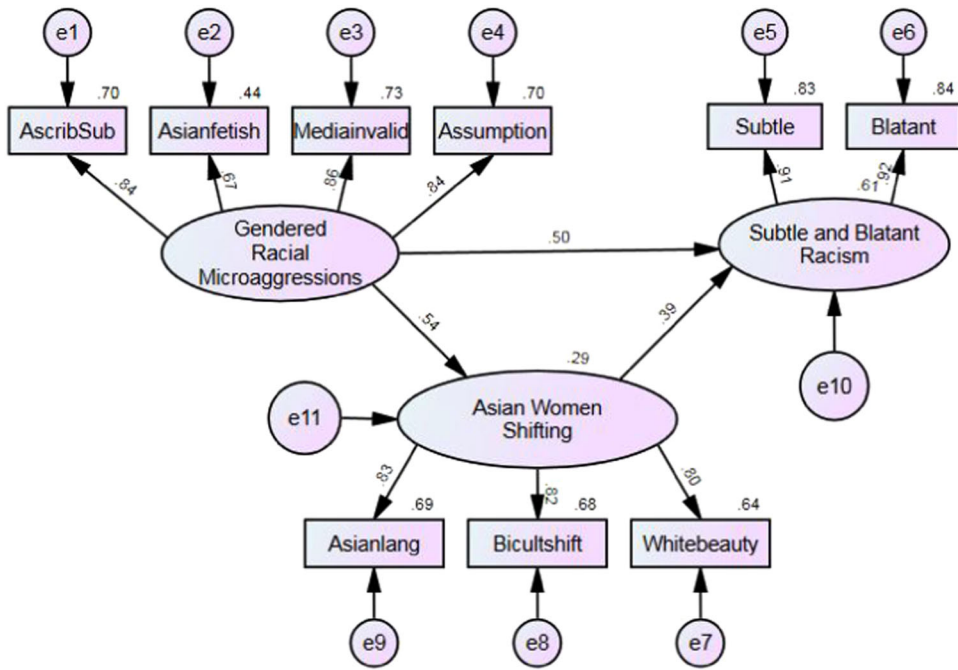 e1
e2
e3
e4
e5
e6
.70
.44
.73
.70
.83
.84
AscribSub
Asianfetish
Mediainvalid
Assumption
Subtle
Blatant
.84
.67
.86
.84
.91
.92
.61
Gendered
Racial
Microaggressions
.50
Subtle and Blatant
Racism
.54
.39
.29
e10
e11
Asian Women
Shifting
.83
.82
.80
.69
.68
.64
Asianlang
Bicultshift
Whitebeauty
e9
e8
e7